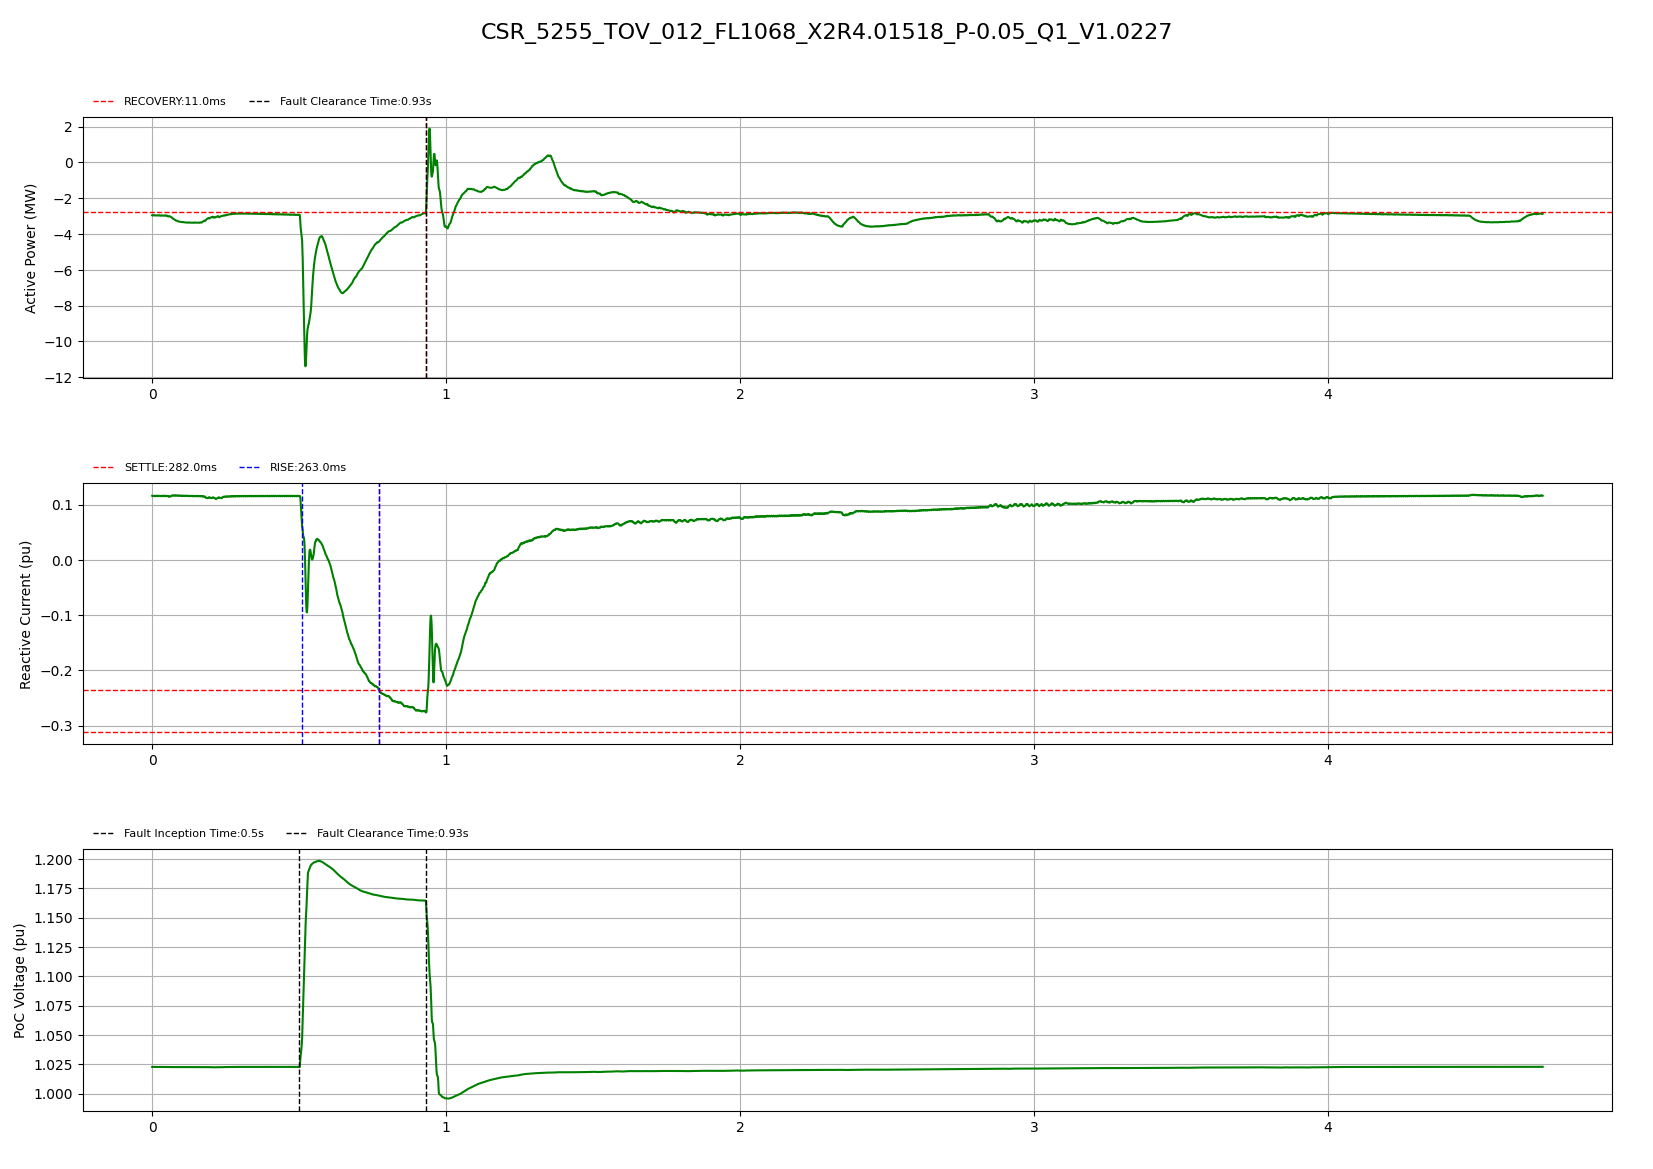 CSR_5255_TOV_012_FL1068_X2R4.01518_P-0.05_Q1_V1.0227
RECOVERY:11.0ms Fault Clearance Time:0.93s
Active Power (MW)
2
0
−2
−4
−6
−8
−10
−12
0 1 2 3 4
SETTLE:282.0ms RISE:263.0ms
Reactive Current (pu)
0.1
0.0
−0.1
−0.2
−0.3
0 1 2 3 4
Fault Inception Time:0.5s Fault Clearance Time:0.93s
PoC Voltage (pu)
1.200
1.175
1.150
1.125
1.100
1.075
1.050
1.025
1.000
0 1 2 3 4